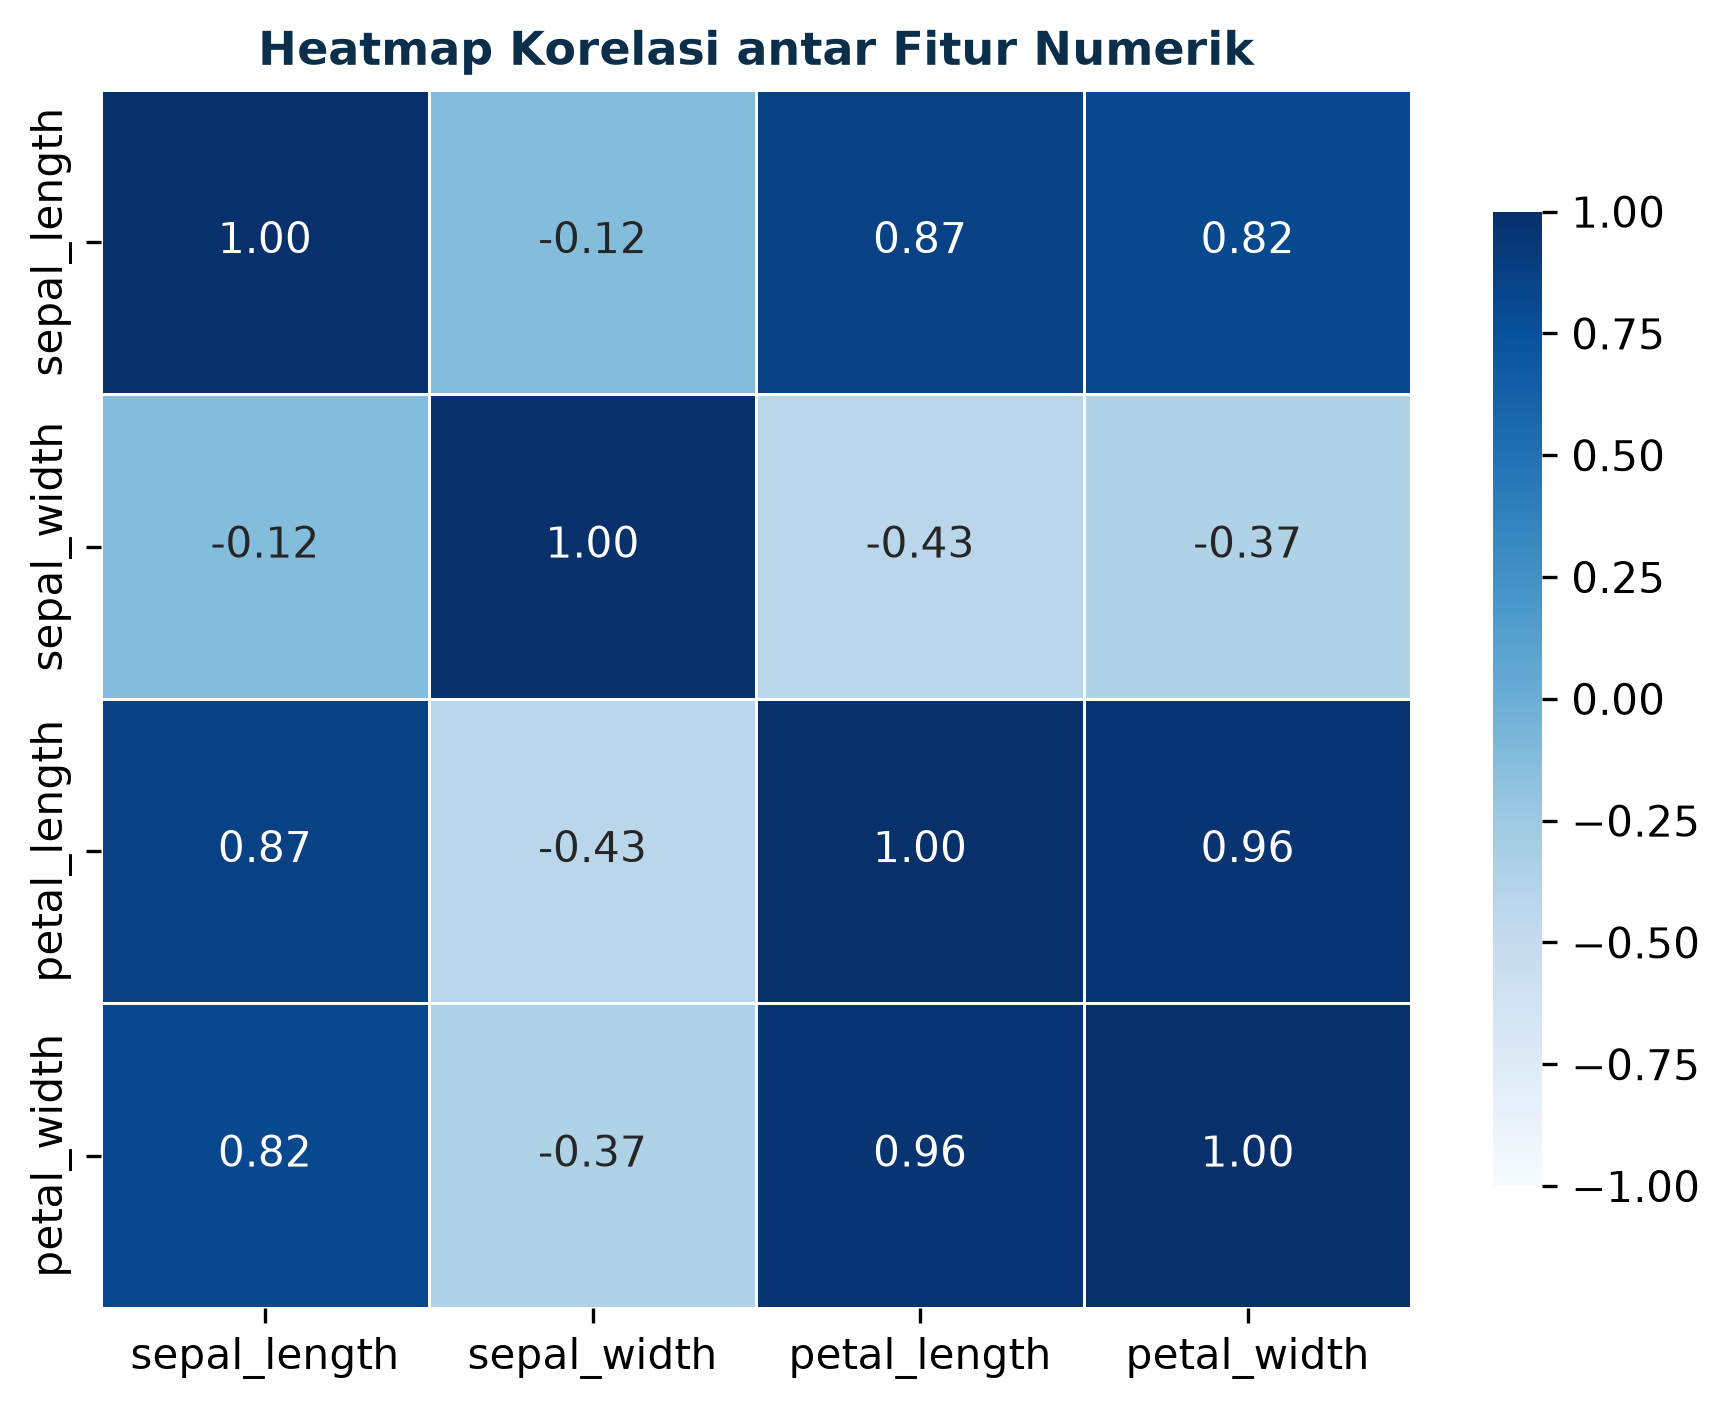 Heatmap Korelasi antar Fitur Numerik
sepal_length
1.00
-0.12
0.87
0.82
sepal_width
-0.12
1.00
-0.43
-0.37
petal_length
0.87
-0.43
1.00
0.96
petal_width
0.82
-0.37
0.96
1.00
sepal_length
sepal_width
petal_length
petal_width
1.00
0.75
0.50
0.25
0.00
−0.25
−0.50
−0.75
−1.00